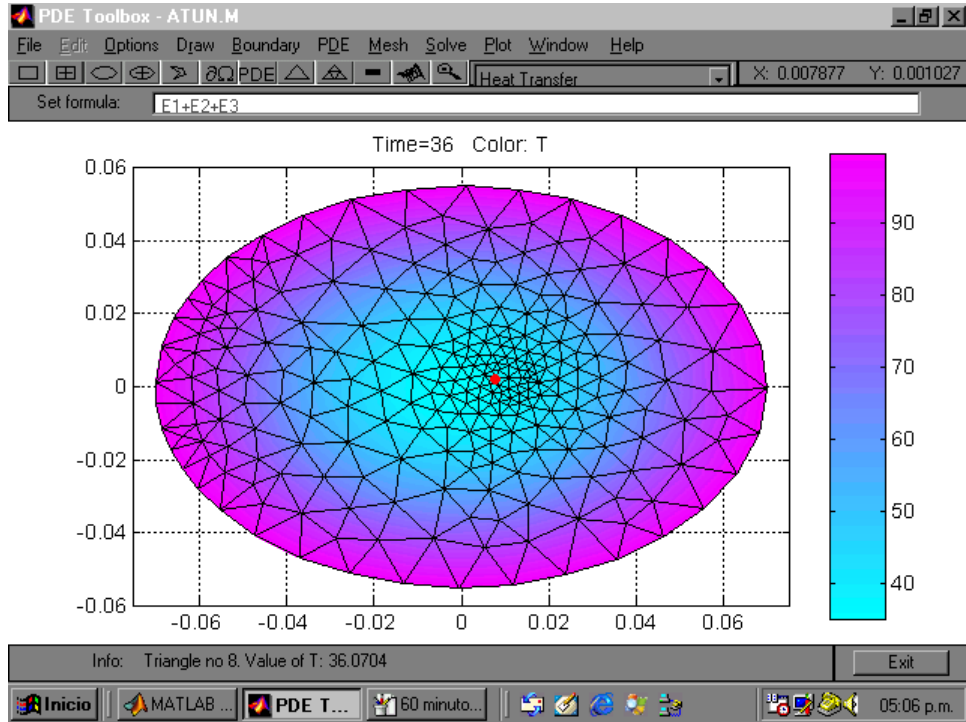 PDE Toolbox - ATUN.M
File Edit Options Draw Boundary PDE Mesh Solve Plot Window Help
∂Ω PDE Heat Transfer X: 0.007877 Y: 0.001027
Set formula: E1+E2+E3
Time=36 Color: T
0.06
0.04
0.02
0
-0.02
-0.04
-0.06
-0.06 -0.04 -0.02 0 0.02 0.04 0.06
90
80
70
60
50
40
Info: Triangle no 8. Value of T: 36.0704 Exit
Inicio MATLAB ... PDE T... 60 minuto... 05:06 p.m.